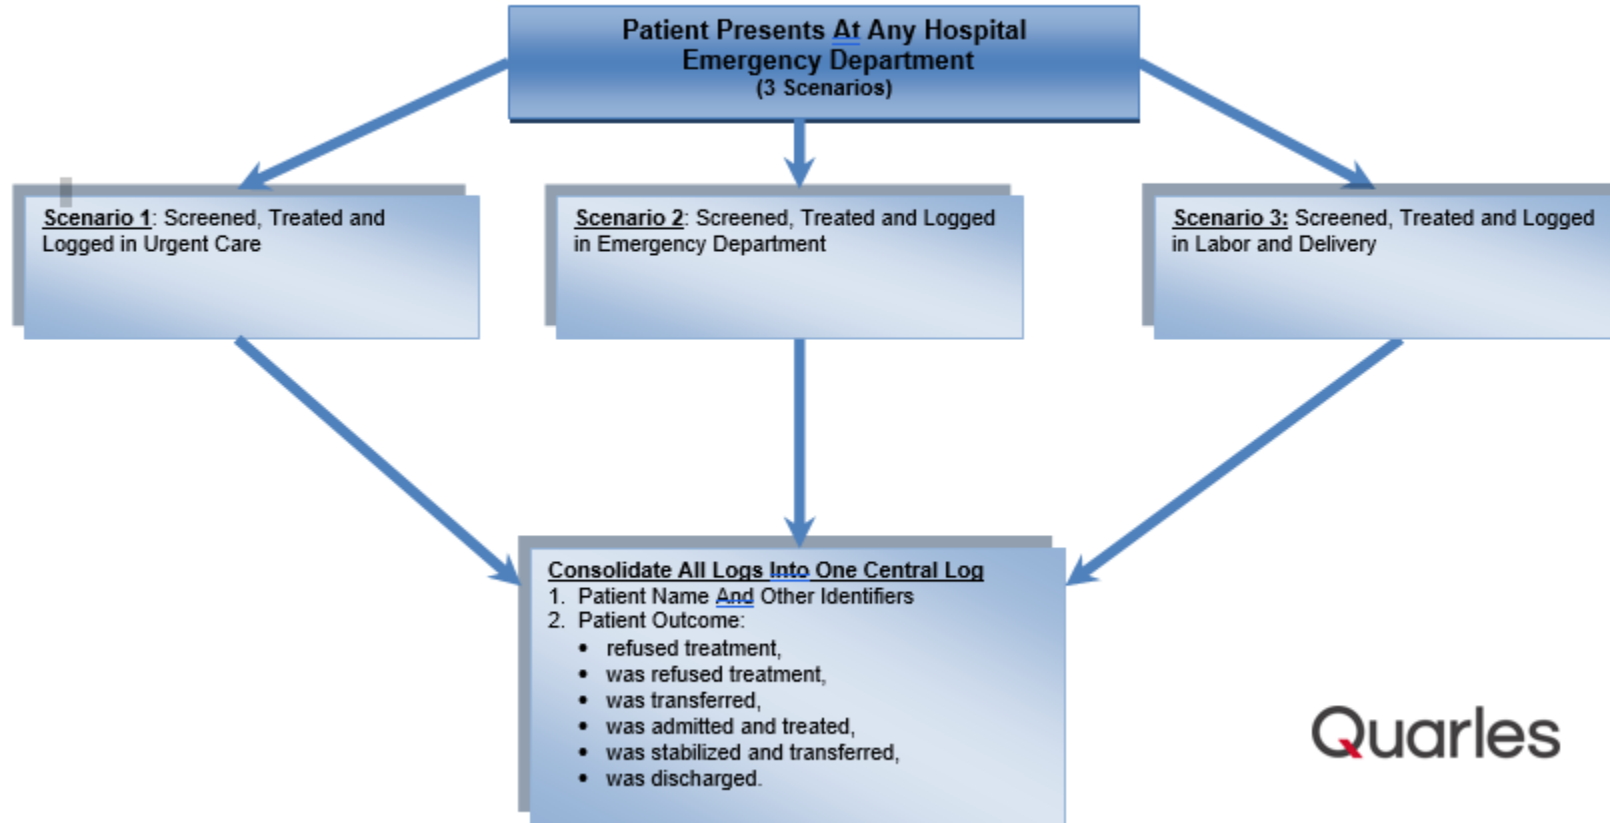 Patient Presents At Any Hospital
Emergency Department
(3 Scenarios)
Scenario 1: Screened, Treated and
Logged in Urgent Care
Scenario 2: Screened, Treated and Logged
in Emergency Department
Scenario 3: Screened, Treated and Logged
in Labor and Delivery
Consolidate All Logs Into One Central Log
1. Patient Name And Other Identifiers
2. Patient Outcome:
• refused treatment,
• was refused treatment,
• was transferred,
• was admitted and treated,
• was stabilized and transferred,
• was discharged.
Quarles